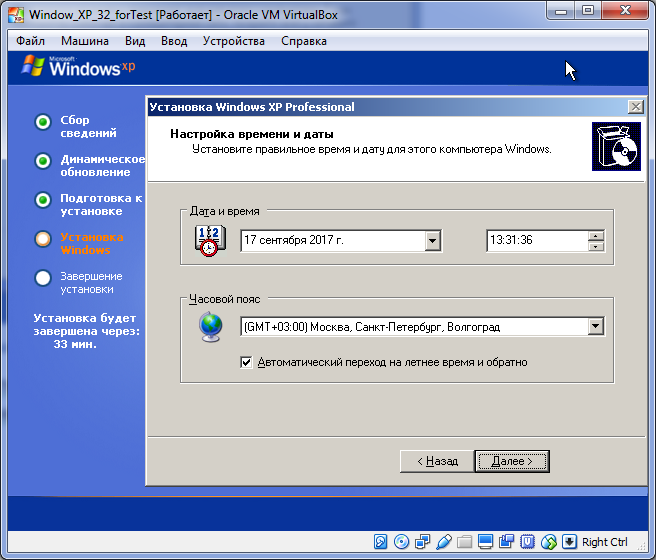 Window_XP_32_forTest [Работает] - Oracle VM VirtualBox
Файл Машина Вид Ввод Устройства Справка
Microsoft
Windows xp
Сбор
сведений
Динамическое
обновление
Подготовка к
установке
Установка
Windows
Завершение
установки
Установка будет
завершена через:
33 мин.
Установка Windows XP Professional
Настройка времени и даты
Установите правильное время и дату для этого компьютера Windows.
Дата и время
12
17 сентября 2017 г.
13:31:36
Часовой пояс
(GMT+03:00) Москва, Санкт-Петербург, Волгоград
Автоматический переход на летнее время и обратно
< Назад
Далее >
Right Ctrl